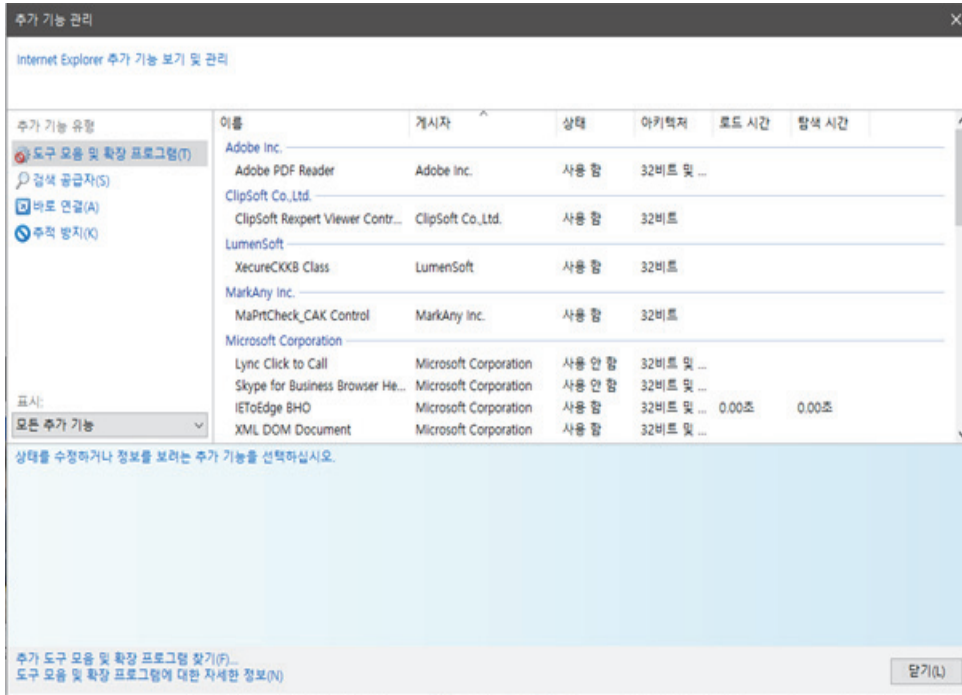 추가 기능 관리
Internet Explorer 추가 기능 보기 및 관리
추가 기능 유형
도구 모음 및 확장 프로그램(T)
검색 공급자(S)
바로 연결(A)
추적 방지(K)
표시:
모든 추가 기능
이름 게시자 상태 아키텍처 로드 시간 탐색 시간
Adobe Inc.
Adobe PDF Reader Adobe Inc. 사용 함 32비트 및 ...
ClipSoft Co.,Ltd.
ClipSoft Rexpert Viewer Contr... ClipSoft Co.,Ltd. 사용 함 32비트
LumenSoft
XecureCKKB Class LumenSoft 사용 함 32비트
MarkAny Inc.
MaPrtCheck_CAK Control MarkAny Inc. 사용 함 32비트
Microsoft Corporation
Lync Click to Call Microsoft Corporation 사용 안 함 32비트 및 ...
Skype for Business Browser He... Microsoft Corporation 사용 안 함 32비트 및 ...
IEToEdge BHO Microsoft Corporation 사용 함 32비트 및 ... 0.00초 0.00초
XML DOM Document Microsoft Corporation 사용 함 32비트 및 ...
상태를 수정하거나 정보를 보려는 추가 기능을 선택하십시오.
추가 도구 모음 및 확장 프로그램 찾기(F)...
도구 모음 및 확장 프로그램에 대한 자세한 정보(N)
닫기(L)